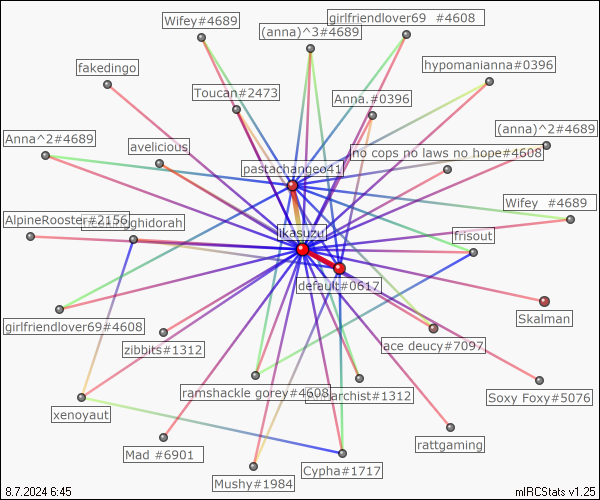 Wifey#4689
girlfriendlover69 #4608
(anna)^3#4689
fakedingo
hypomanianna#0396
Toucan#2473
Anna.#0396
(anna)^2#4689
Anna^2#4689
avelicious
no cops no laws no hope#4608
pastachangeo41
Wifey #4689
AlpineRooster#2156
ghidorah
ikasuzu
frisout
default#0617
girlfriendlover69#4608
Skalman
zibbits#1312
ace deucy#7097
ramshackle gorey#4608
archist#1312
Soxy Foxy#5076
xenoyaut
Mad #6901
rattgaming
Cypha#1717
Mushy#1984
8.7.2024 6:45
mIRCStats v1.25